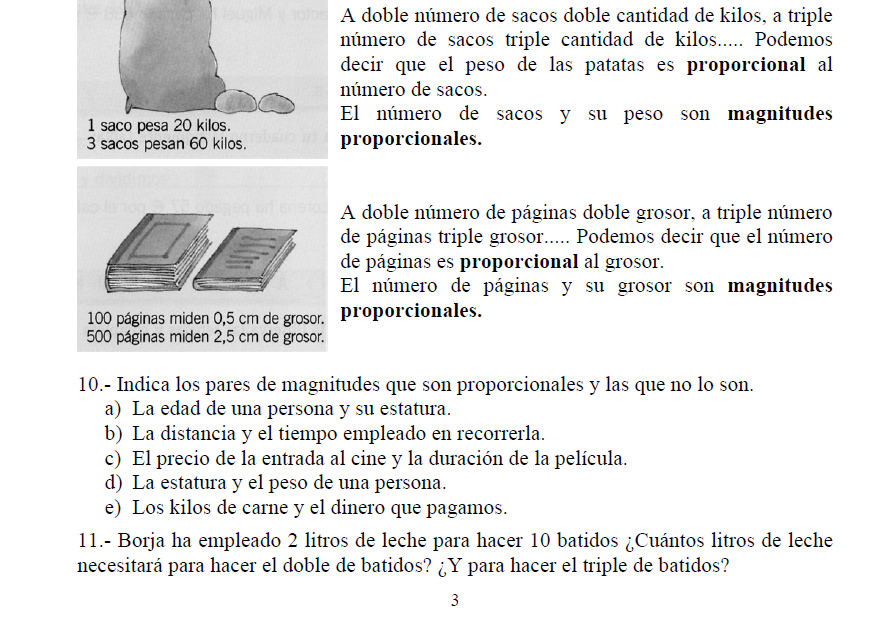 A doble número de sacos doble cantidad de kilos, a triple
número de sacos triple cantidad de kilos..... Podemos
decir que el peso de las patatas es proporcional al
número de sacos.
El número de sacos y su peso son magnitudes
proporcionales.
1 saco pesa 20 kilos.
3 sacos pesan 60 kilos.
A doble número de páginas doble grosor, a triple número
de páginas triple grosor..... Podemos decir que el número
de páginas es proporcional al grosor.
El número de páginas y su grosor son magnitudes
proporcionales.
100 páginas miden 0,5 cm de grosor.
500 páginas miden 2,5 cm de grosor.
10.- Indica los pares de magnitudes que son proporcionales y las que no lo son.
a) La edad de una persona y su estatura.
b) La distancia y el tiempo empleado en recorrerla.
c) El precio de la entrada al cine y la duración de la película.
d) La estatura y el peso de una persona.
e) Los kilos de carne y el dinero que pagamos.
11.- Borja ha empleado 2 litros de leche para hacer 10 batidos ¿Cuántos litros de leche
necesitará para hacer el doble de batidos? ¿Y para hacer el triple de batidos?
3